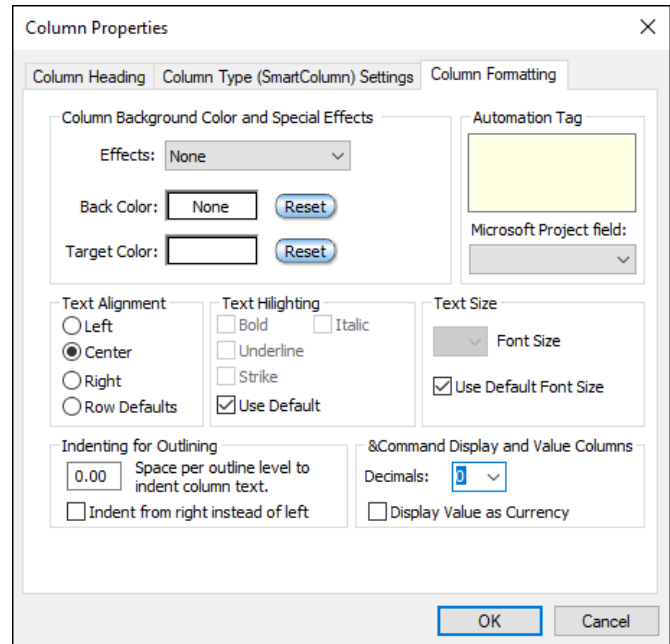 Column Properties
Column Heading
Column Type (SmartColumn) Settings
Column Formatting
Column Background Color and Special Effects
Effects:
None
Back Color:
None
Reset
Target Color:
Reset
Automation Tag
Microsoft Project field:
Text Alignment
Left
Center
Right
Row Defaults
Text Hilighting
Bold
Italic
Underline
Strike
Use Default
Text Size
Font Size
Use Default Font Size
Indenting for Outlining
0.00
Space per outline level to
indent column text.
Indent from right instead of left
&Command Display and Value Columns
Decimals:
0
Display Value as Currency
OK
Cancel